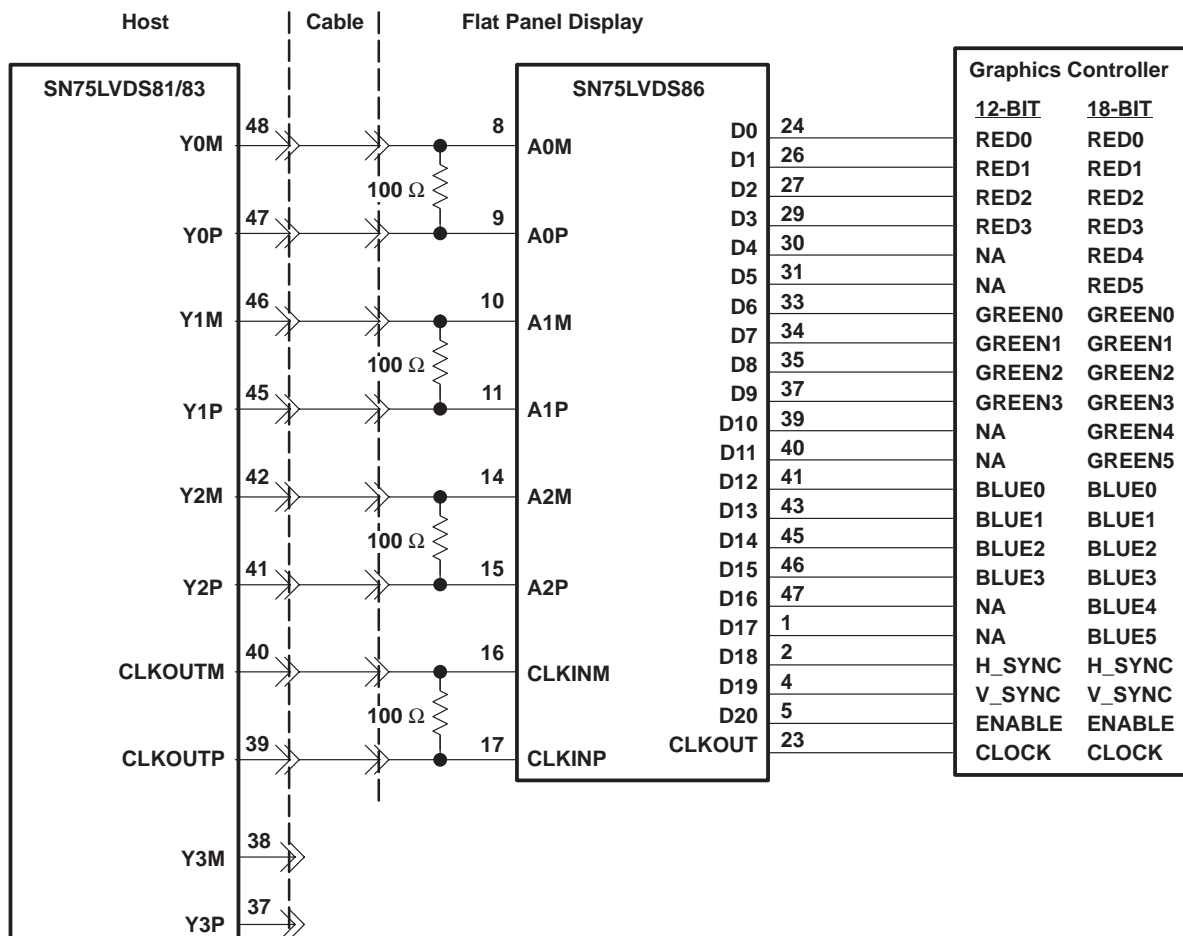 Host Cable Flat Panel Display
SN75LVDS81/83
Y0M 48
Y0P 47
Y1M 46
Y1P 45
Y2M 42
Y2P 41
CLKOUTM 40
CLKOUTP 39
Y3M 38
Y3P 37
100 Ω
100 Ω
100 Ω
100 Ω
SN75LVDS86
8 A0M
9 A0P
10 A1M
11 A1P
14 A2M
15 A2P
16 CLKINM
17 CLKINP
D0 24
D1 26
D2 27
D3 29
D4 30
D5 31
D6 33
D7 34
D8 35
D9 37
D10 39
D11 40
D12 41
D13 43
D14 45
D15 46
D16 47
D17 1
D18 2
D19 4
D20 5
CLKOUT 23
Graphics Controller
12-BIT 18-BIT
RED0 RED0
RED1 RED1
RED2 RED2
RED3 RED3
NA RED4
NA RED5
GREEN0 GREEN0
GREEN1 GREEN1
GREEN2 GREEN2
GREEN3 GREEN3
NA GREEN4
NA GREEN5
BLUE0 BLUE0
BLUE1 BLUE1
BLUE2 BLUE2
BLUE3 BLUE3
NA BLUE4
NA BLUE5
H_SYNC H_SYNC
V_SYNC V_SYNC
ENABLE ENABLE
CLOCK CLOCK